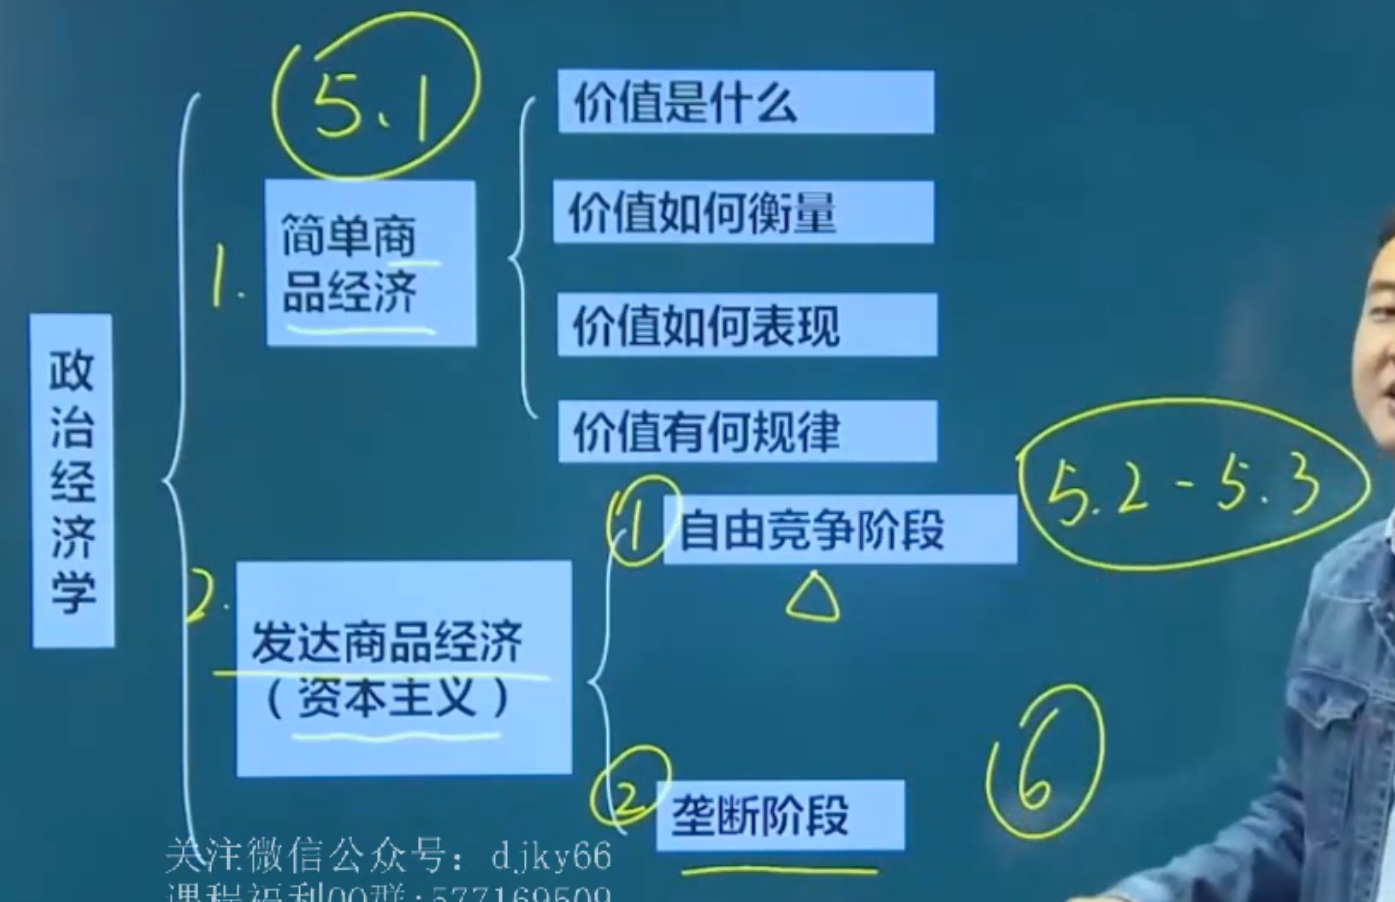 5.1
价值是什么
价值如何衡量
价值如何表现
价值有何规律
1.
简单商
品经济
政治经济学
2.
发达商品经济
（资本主义）
① 自由竞争阶段
5.2-5.3
② 垄断阶段
6
关注微信公众号：djky66
课程福利QQ群:577169509